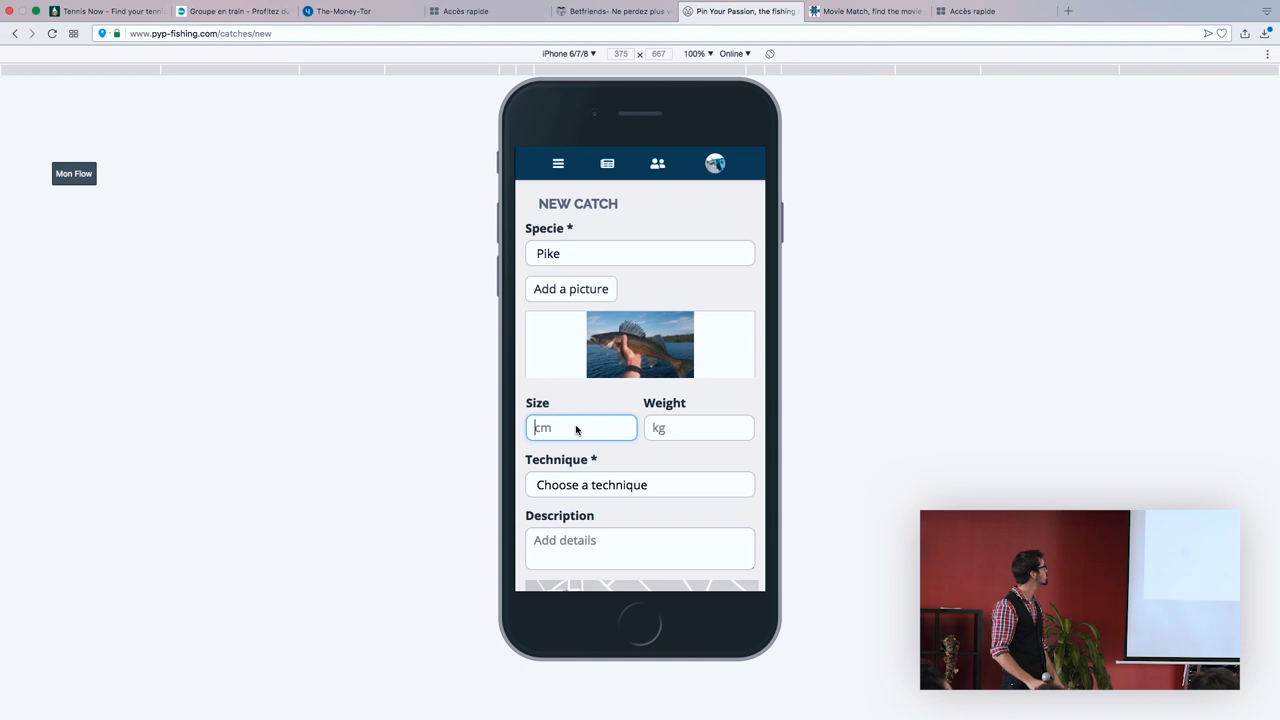 Tennis Now - Find your tenni
Groupe en train - Profitez du
The-Money-Tor
Accès rapide
Betfriends- Ne perdez plus v
Pin Your Passion, the fishing
Movie Match, find the movie
Accès rapide
www.pyp-fishing.com/catches/new
iPhone 6/7/8 ▼ 375 × 667 100% ▼ Online ▼
Mon Flow
NEW CATCH
Specie *
Pike
Add a picture
Size Weight
cm kg
Technique *
Choose a technique
Description
Add details